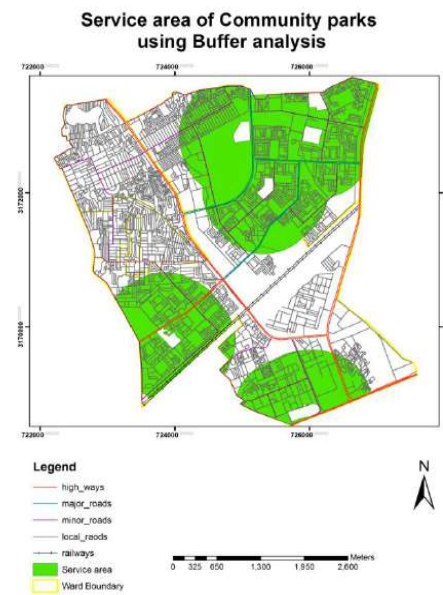 Service area of Community parks
using Buffer analysis
722000
724000
726000
3172000
3170000
722000
724000
726000
Legend
high_ways
major_roads
minor_roads
local_raods
railways
Service area
Ward Boundary
N
Meters
0 325 650 1,300 1,950 2,600